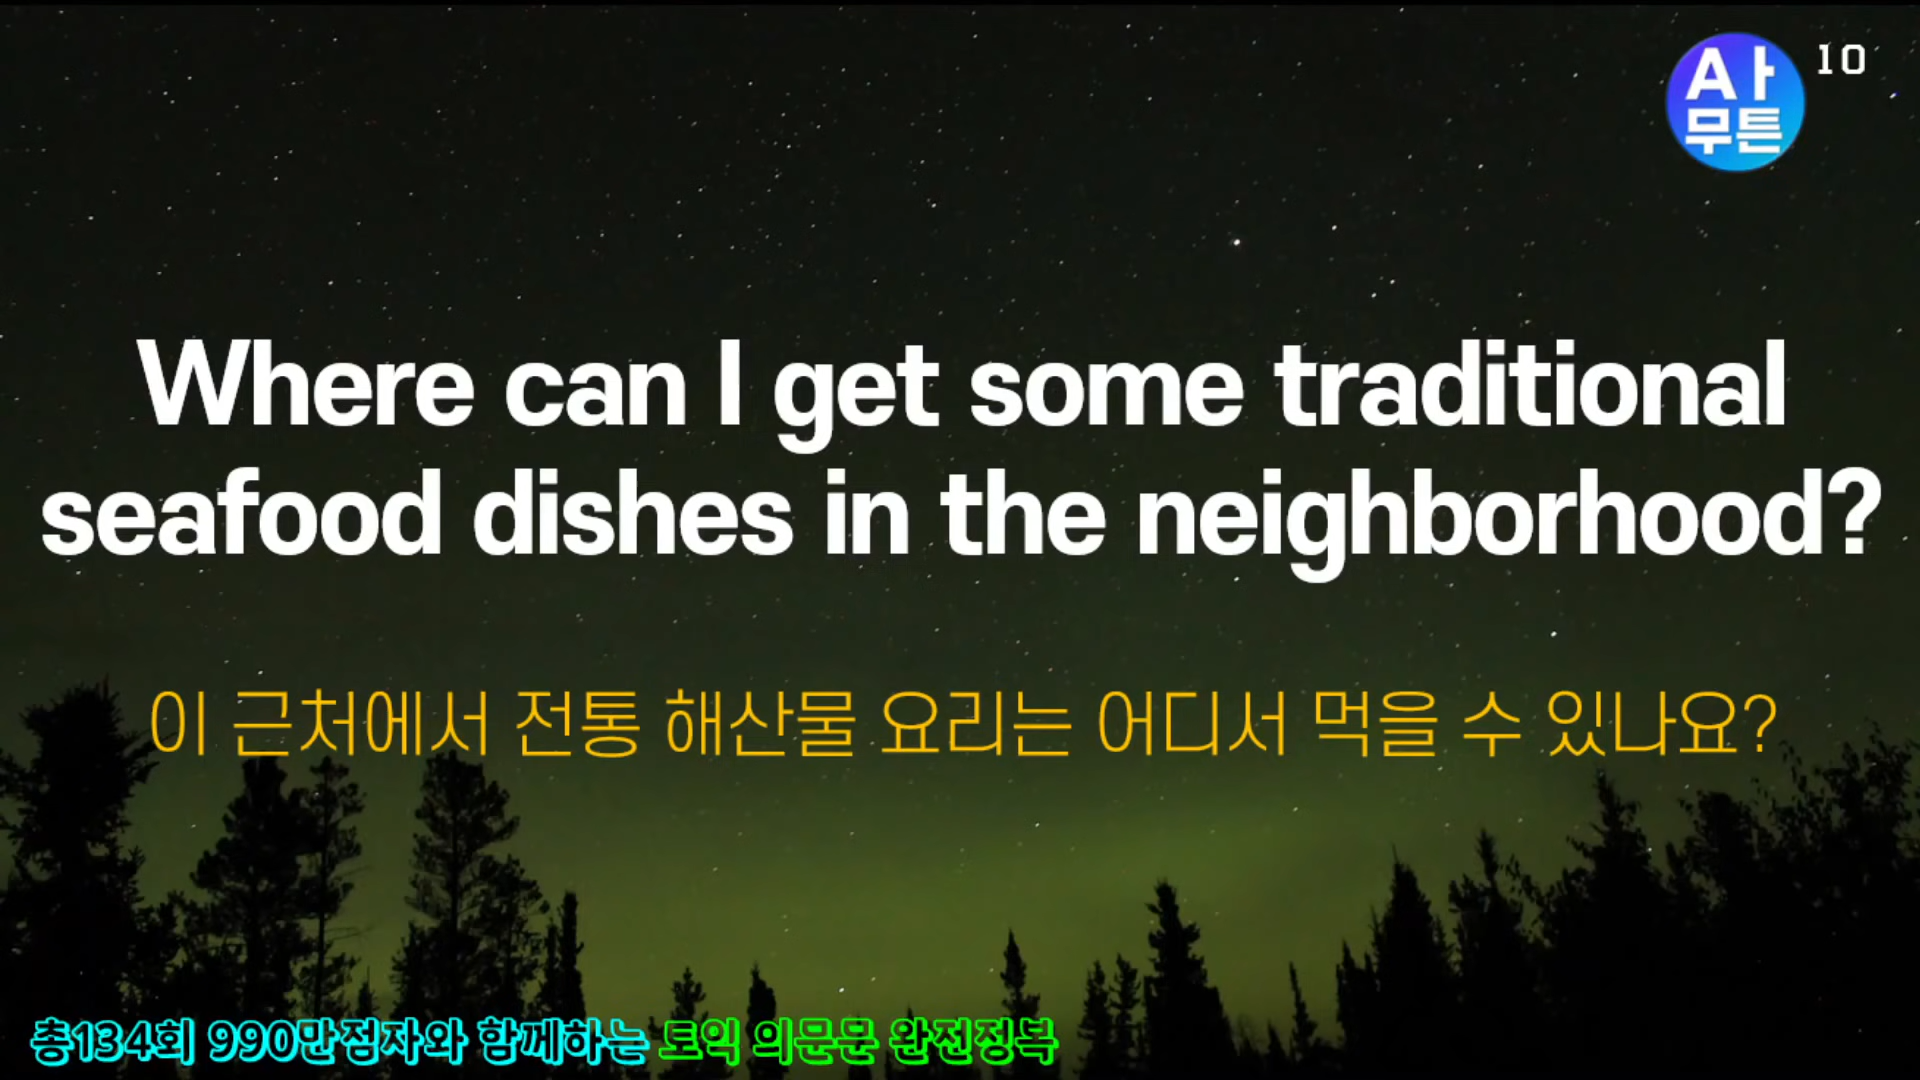 A ㅏ 10
무튼
Where can I get some traditional
seafood dishes in the neighborhood?
이 근처에서 전통 해산물 요리는 어디서 먹을 수 있나요?
총134회 990만점자와 함께하는 토익 의문문 완전정복